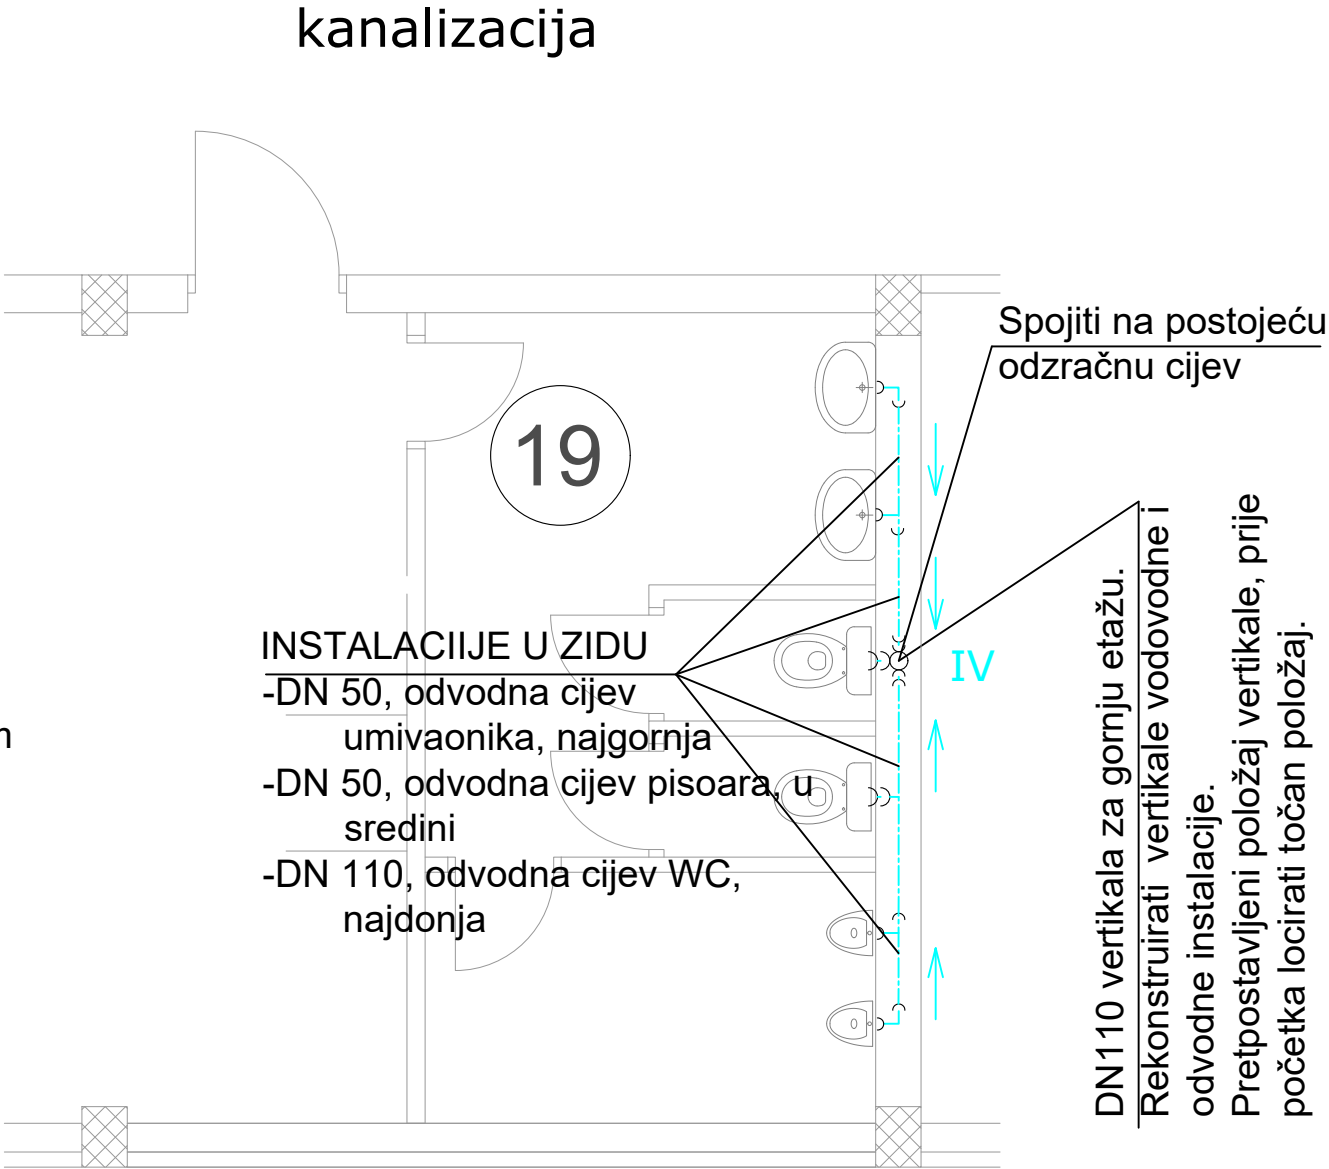 kanalizacija
Spojiti na postojeću
odzračnu cijev
19
INSTALACIIJE U ZIDU
-DN 50, odvodna cijev
umivaonika, najgornja
-DN 50, odvodna cijev pisoara, u
sredini
-DN 110, odvodna cijev WC,
najdonja
IV
DN110 vertikala za gornju etažu.
Rekonstruirati vertikale vodovodne i
odvodne instalacije.
Pretpostavljeni položaj vertikale, prije
početka locirati točan položaj.